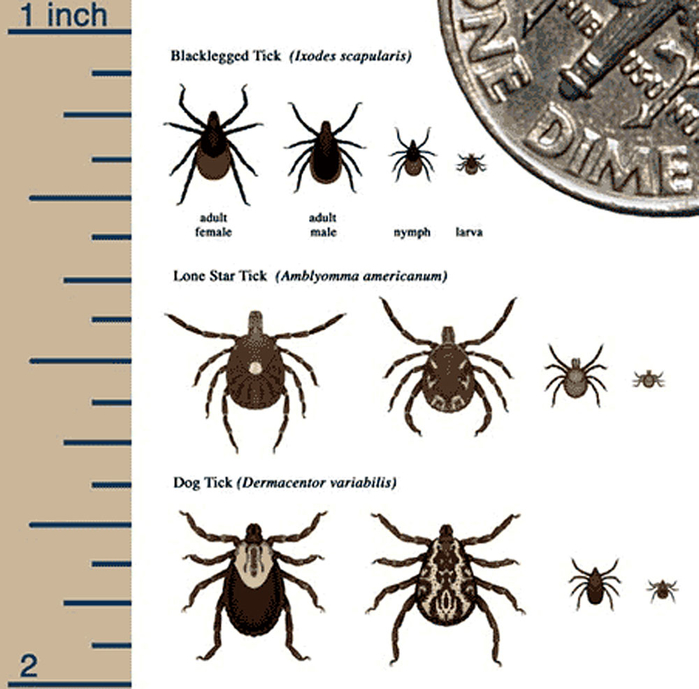 1 inch
Blacklegged Tick (Ixodes scapularis)
adult
female
adult
male
nymph
larva
ONE DIME
Lone Star Tick (Amblyomma americanum)
Dog Tick (Dermacentor variabilis)
2